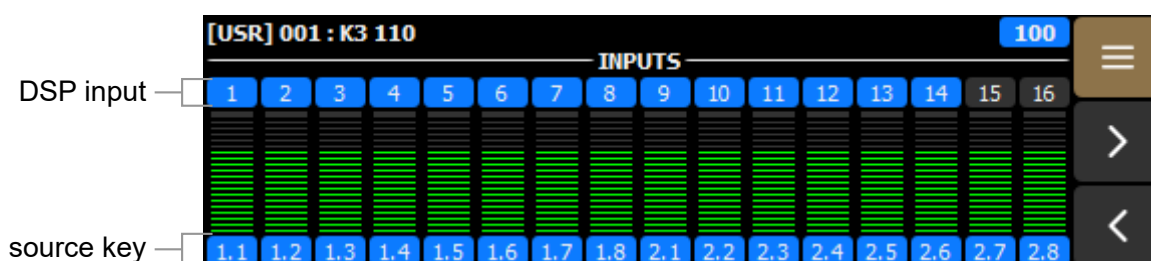 [USR] 001 : K3 110 100
INPUTS
DSP input 1 2 3 4 5 6 7 8 9 10 11 12 13 14 15 16
source key 1.1 1.2 1.3 1.4 1.5 1.6 1.7 1.8 2.1 2.2 2.3 2.4 2.5 2.6 2.7 2.8